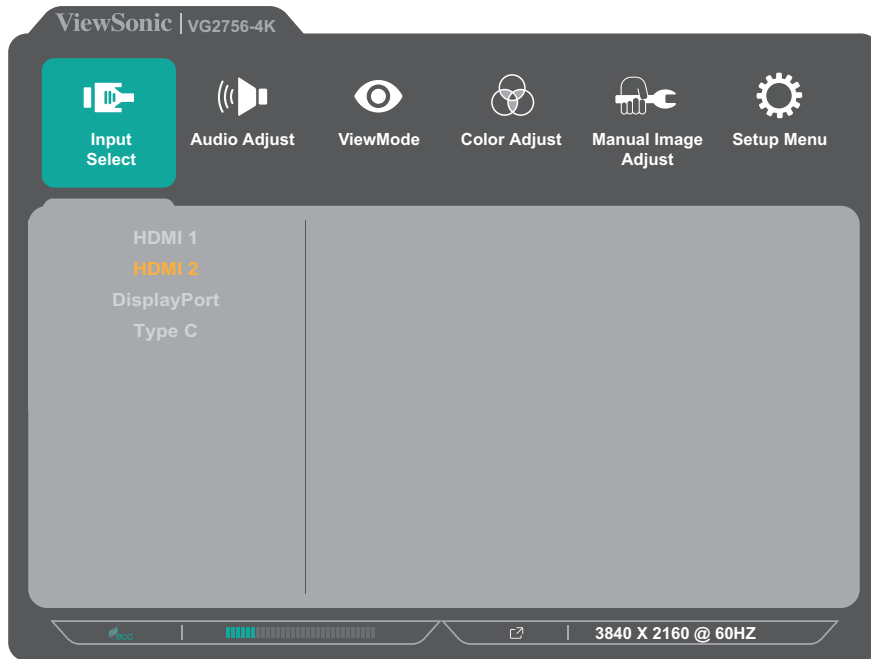 ViewSonic | VG2756-4K
Input
Select
Audio Adjust
ViewMode
Color Adjust
Manual Image
Adjust
Setup Menu
HDMI 1
HDMI 2
DisplayPort
Type C
eco
3840 X 2160 @ 60HZ